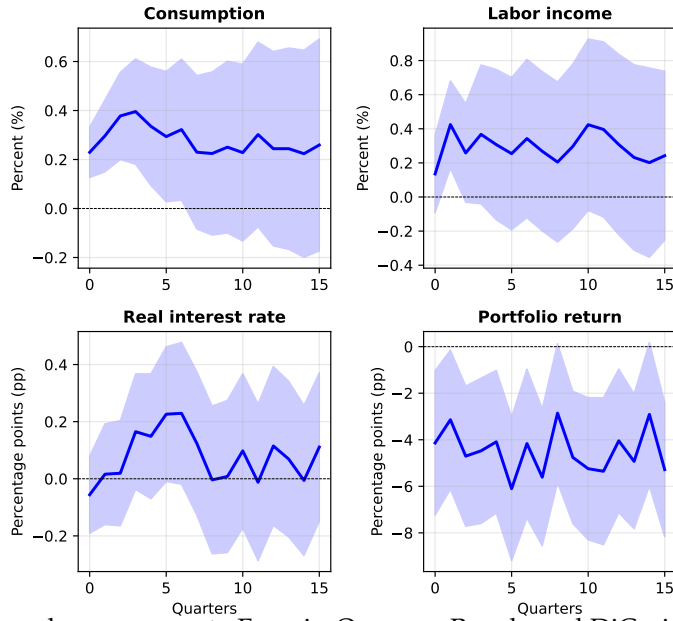 Consumption
Labor income
Percent (%)
0.6
0.4
0.2
0.0
−0.2
0 5 10 15
Percent (%)
0.8
0.6
0.4
0.2
0.0
−0.2
−0.4
0 5 10 15
Real interest rate
Portfolio return
Percentage points (pp)
0.4
0.2
0.0
−0.2
0 5 10 15
Quarters
Percentage points (pp)
0
−2
−4
−6
−8
0 5 10 15
Quarters